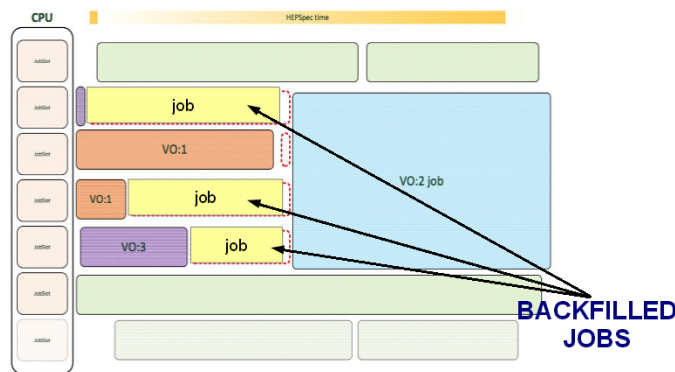 CPU
HEPSpec time
JobSlot
JobSlot
job
JobSlot
VO:1
VO:2 job
JobSlot
VO:1
job
JobSlot
VO:3
job
JobSlot
BACKFILLED
JOBS
JobSlot